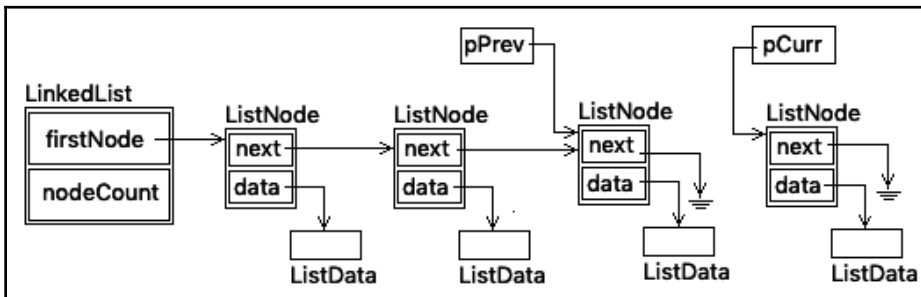 pPrev
pCurr
LinkedList
firstNode
nodeCount
ListNode
next
data
ListData
ListNode
next
data
ListData
ListNode
next
data
ListData
ListNode
next
data
ListData